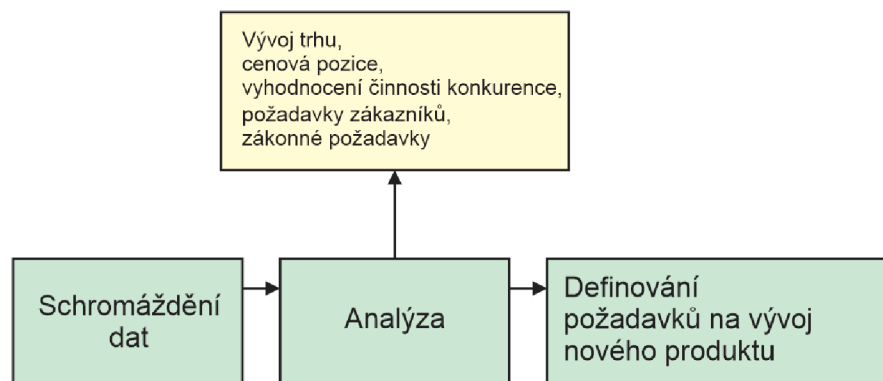 Vývoj trhu,
cenová pozice,
vyhodnocení činnosti konkurence,
požadavky zákazníků,
zákonné požadavky
Schromáždění
dat
Analýza
Definování
požadavků na vývoj
nového produktu